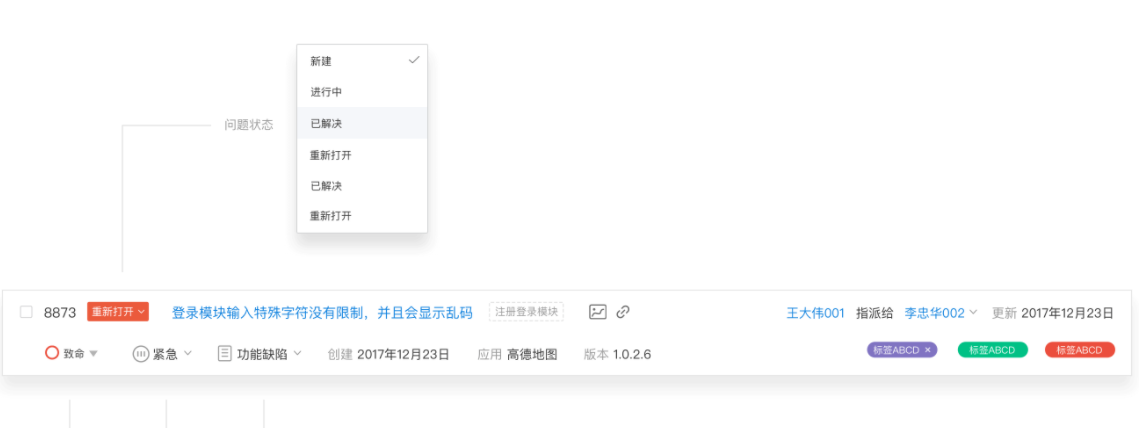 新建
进行中
问题状态
已解决
重新打开
已解决
重新打开
8873 重新打开 登录模块输入特殊字符没有限制，并且会显示乱码 注册登录模块 王大伟001 指派给 李忠华002 更新 2017年12月23日
致命 紧急 功能缺陷 创建 2017年12月23日 应用 高德地图 版本 1.0.2.6 标签ABCD × 标签ABCD 标签ABCD